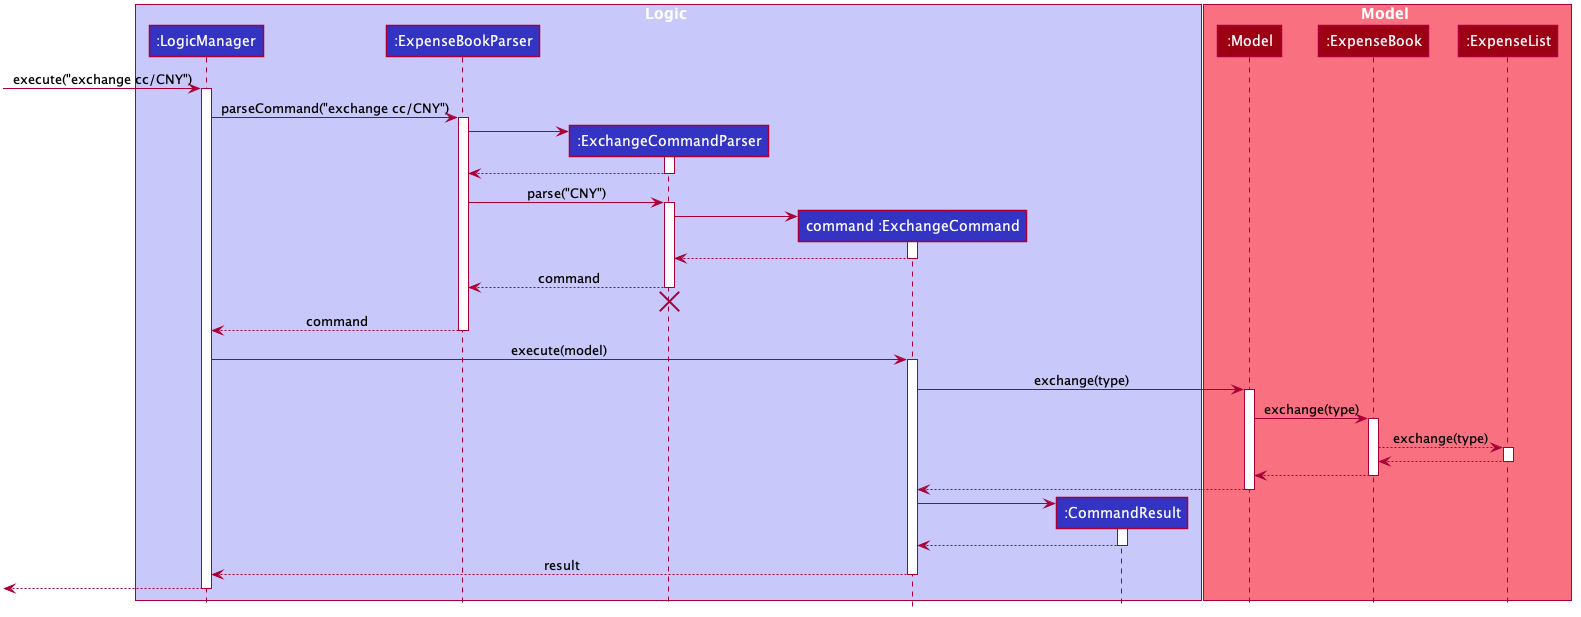 Logic
Model
:LogicManager
:ExpenseBookParser
:Model
:ExpenseBook
:ExpenseList
execute("exchange cc/CNY")
parseCommand("exchange cc/CNY")
:ExchangeCommandParser
parse("CNY")
command :ExchangeCommand
command
command
execute(model)
exchange(type)
exchange(type)
exchange(type)
:CommandResult
result